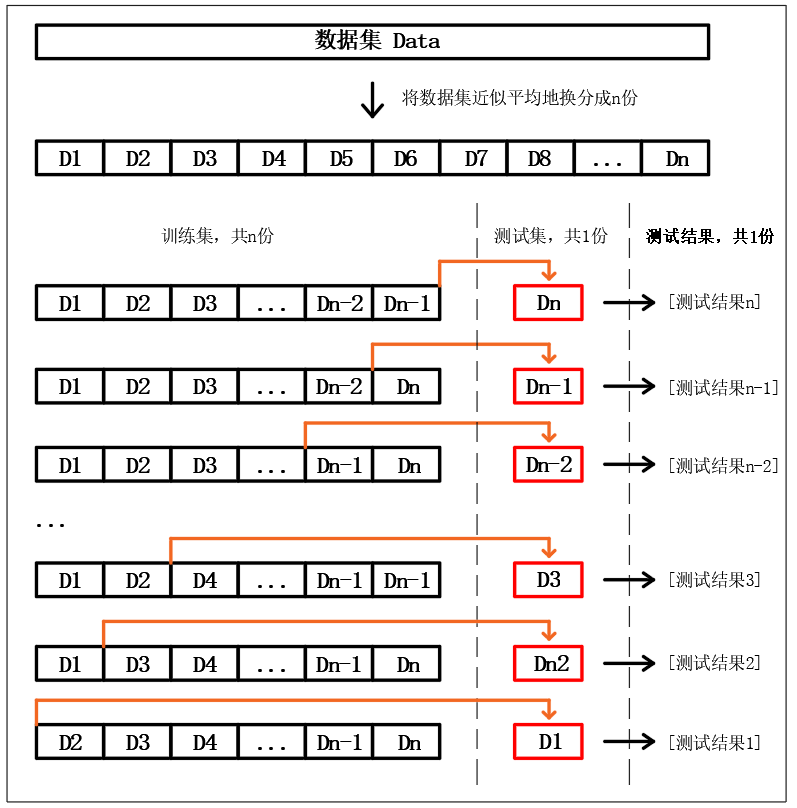 数据集 Data
将数据集近似平均地换分成n份
D1 D2 D3 D4 D5 D6 D7 D8 ... Dn
训练集，共n份 测试集，共1份 测试结果，共1份
D1 D2 D3 ... Dn-2 Dn-1 Dn [测试结果n]
D1 D2 D3 ... Dn-2 Dn Dn-1 [测试结果n-1]
D1 D2 D3 ... Dn-1 Dn Dn-2 [测试结果n-2]
...
D1 D2 D4 ... Dn-1 Dn-1 D3 [测试结果3]
D1 D3 D4 ... Dn-1 Dn Dn2 [测试结果2]
D2 D3 D4 ... Dn-1 Dn D1 [测试结果1]